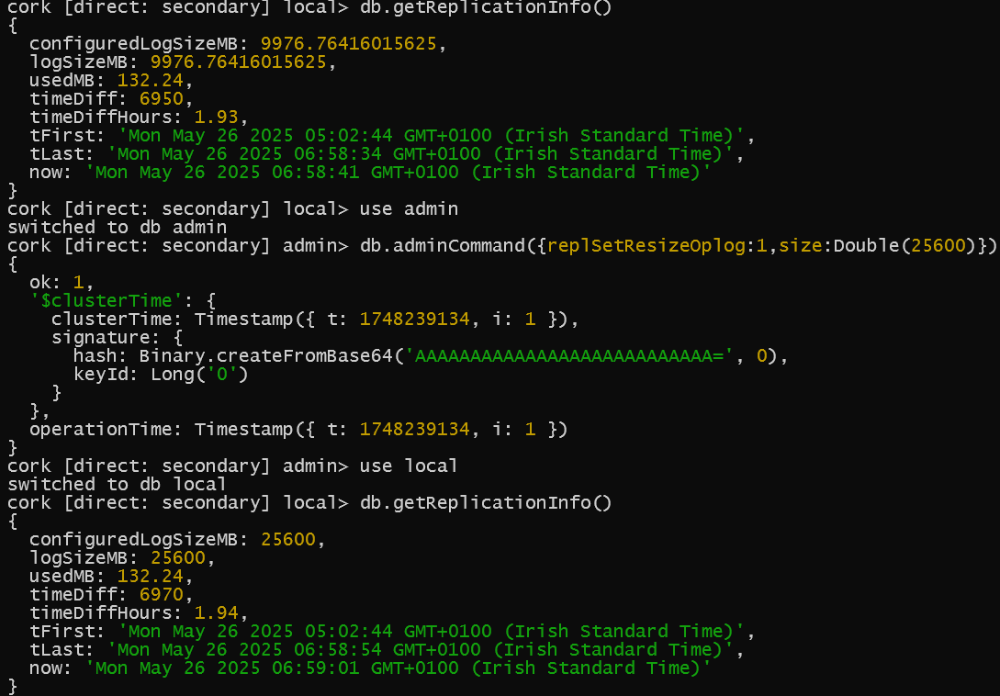 cork [direct: secondary] local> db.getReplicationInfo()
{
  configuredLogSizeMB: 9976.76416015625,
  logSizeMB: 9976.76416015625,
  usedMB: 132.24,
  timeDiff: 6950,
  timeDiffHours: 1.93,
  tFirst: 'Mon May 26 2025 05:02:44 GMT+0100 (Irish Standard Time)',
  tLast: 'Mon May 26 2025 06:58:34 GMT+0100 (Irish Standard Time)',
  now: 'Mon May 26 2025 06:58:41 GMT+0100 (Irish Standard Time)'
}
cork [direct: secondary] local> use admin
switched to db admin
cork [direct: secondary] admin> db.adminCommand({replSetResizeOplog:1,size:Double(25600)})
{
  ok: 1,
  '$clusterTime': {
    clusterTime: Timestamp({ t: 1748239134, i: 1 }),
    signature: {
      hash: Binary.createFromBase64('AAAAAAAAAAAAAAAAAAAAAAAAAAA=', 0),
      keyId: Long('0')
    }
  },
  operationTime: Timestamp({ t: 1748239134, i: 1 })
}
cork [direct: secondary] admin> use local
switched to db local
cork [direct: secondary] local> db.getReplicationInfo()
{
  configuredLogSizeMB: 25600,
  logSizeMB: 25600,
  usedMB: 132.24,
  timeDiff: 6970,
  timeDiffHours: 1.94,
  tFirst: 'Mon May 26 2025 05:02:44 GMT+0100 (Irish Standard Time)',
  tLast: 'Mon May 26 2025 06:58:54 GMT+0100 (Irish Standard Time)',
  now: 'Mon May 26 2025 06:59:01 GMT+0100 (Irish Standard Time)'
}